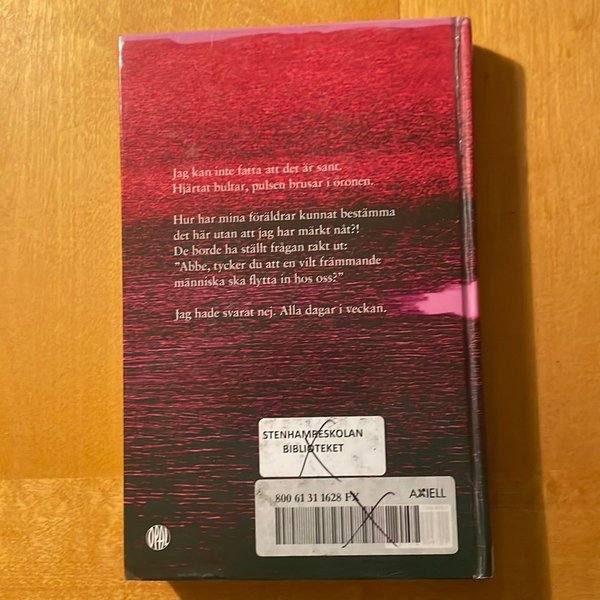 Jag kan inte fatta att det är sant.
Hjärtat bultar, pulsen brusar i öronen.
Hur har mina föräldrar kunnat bestämma
det här utan att jag har märkt nåt?!
De borde ha ställt frågan rakt ut:
”Abbe, tycker du att en vilt främmande
människa ska flytta in hos oss?”
Jag hade svarat nej. Alla dagar i veckan.
STENHAMRESKOLAN
BIBLIOTEKET
800 61 31 1628 FX
AXIELL
OPAL